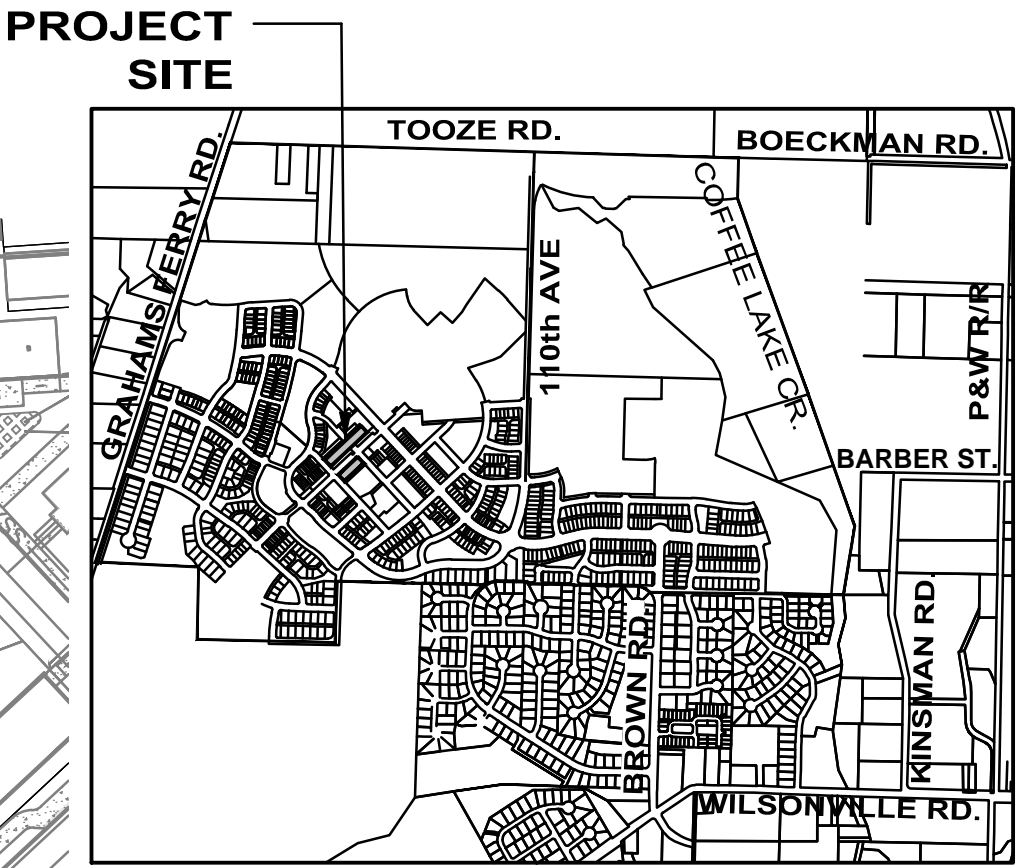 PROJECT
SITE
TOOZE RD.
BOECKMAN RD.
GRAHAMS FERRY RD.
COFFEE LAKE CR.
110th AVE
P&W R/R
BARBER ST.
KINSMAN RD.
BROWN RD.
WILSONVILLE RD.